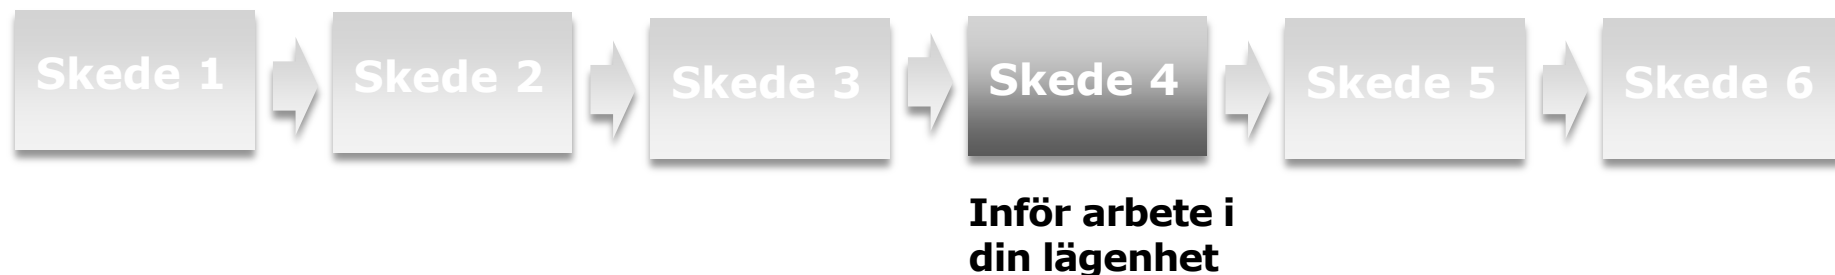 Skede 1
Skede 2
Skede 3
Skede 4
Skede 5
Skede 6
Inför arbete i
din lägenhet